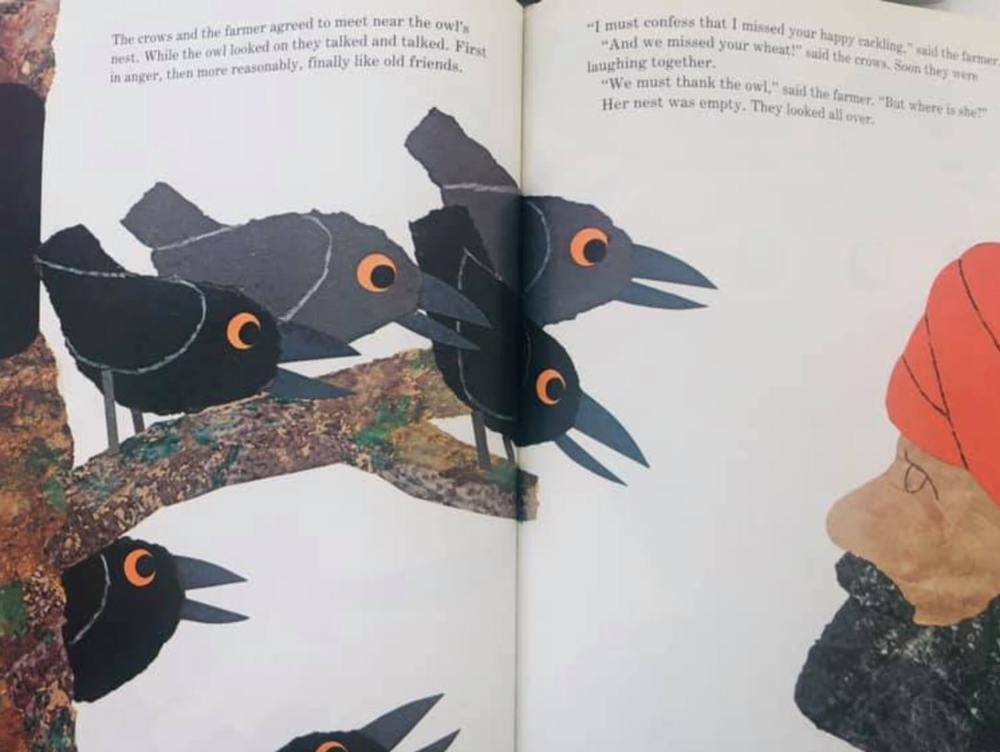 The crows and the farmer agreed to meet near the owl's
nest. While the owl looked on they talked and talked. First
in anger, then more reasonably, finally like old friends.
"I must confess that I missed your happy cackling," said the farmer.
"And we missed your wheat!" said the crows. Soon they were
laughing together.
"We must thank the owl," said the farmer. "But where is she?"
Her nest was empty. They looked all over.